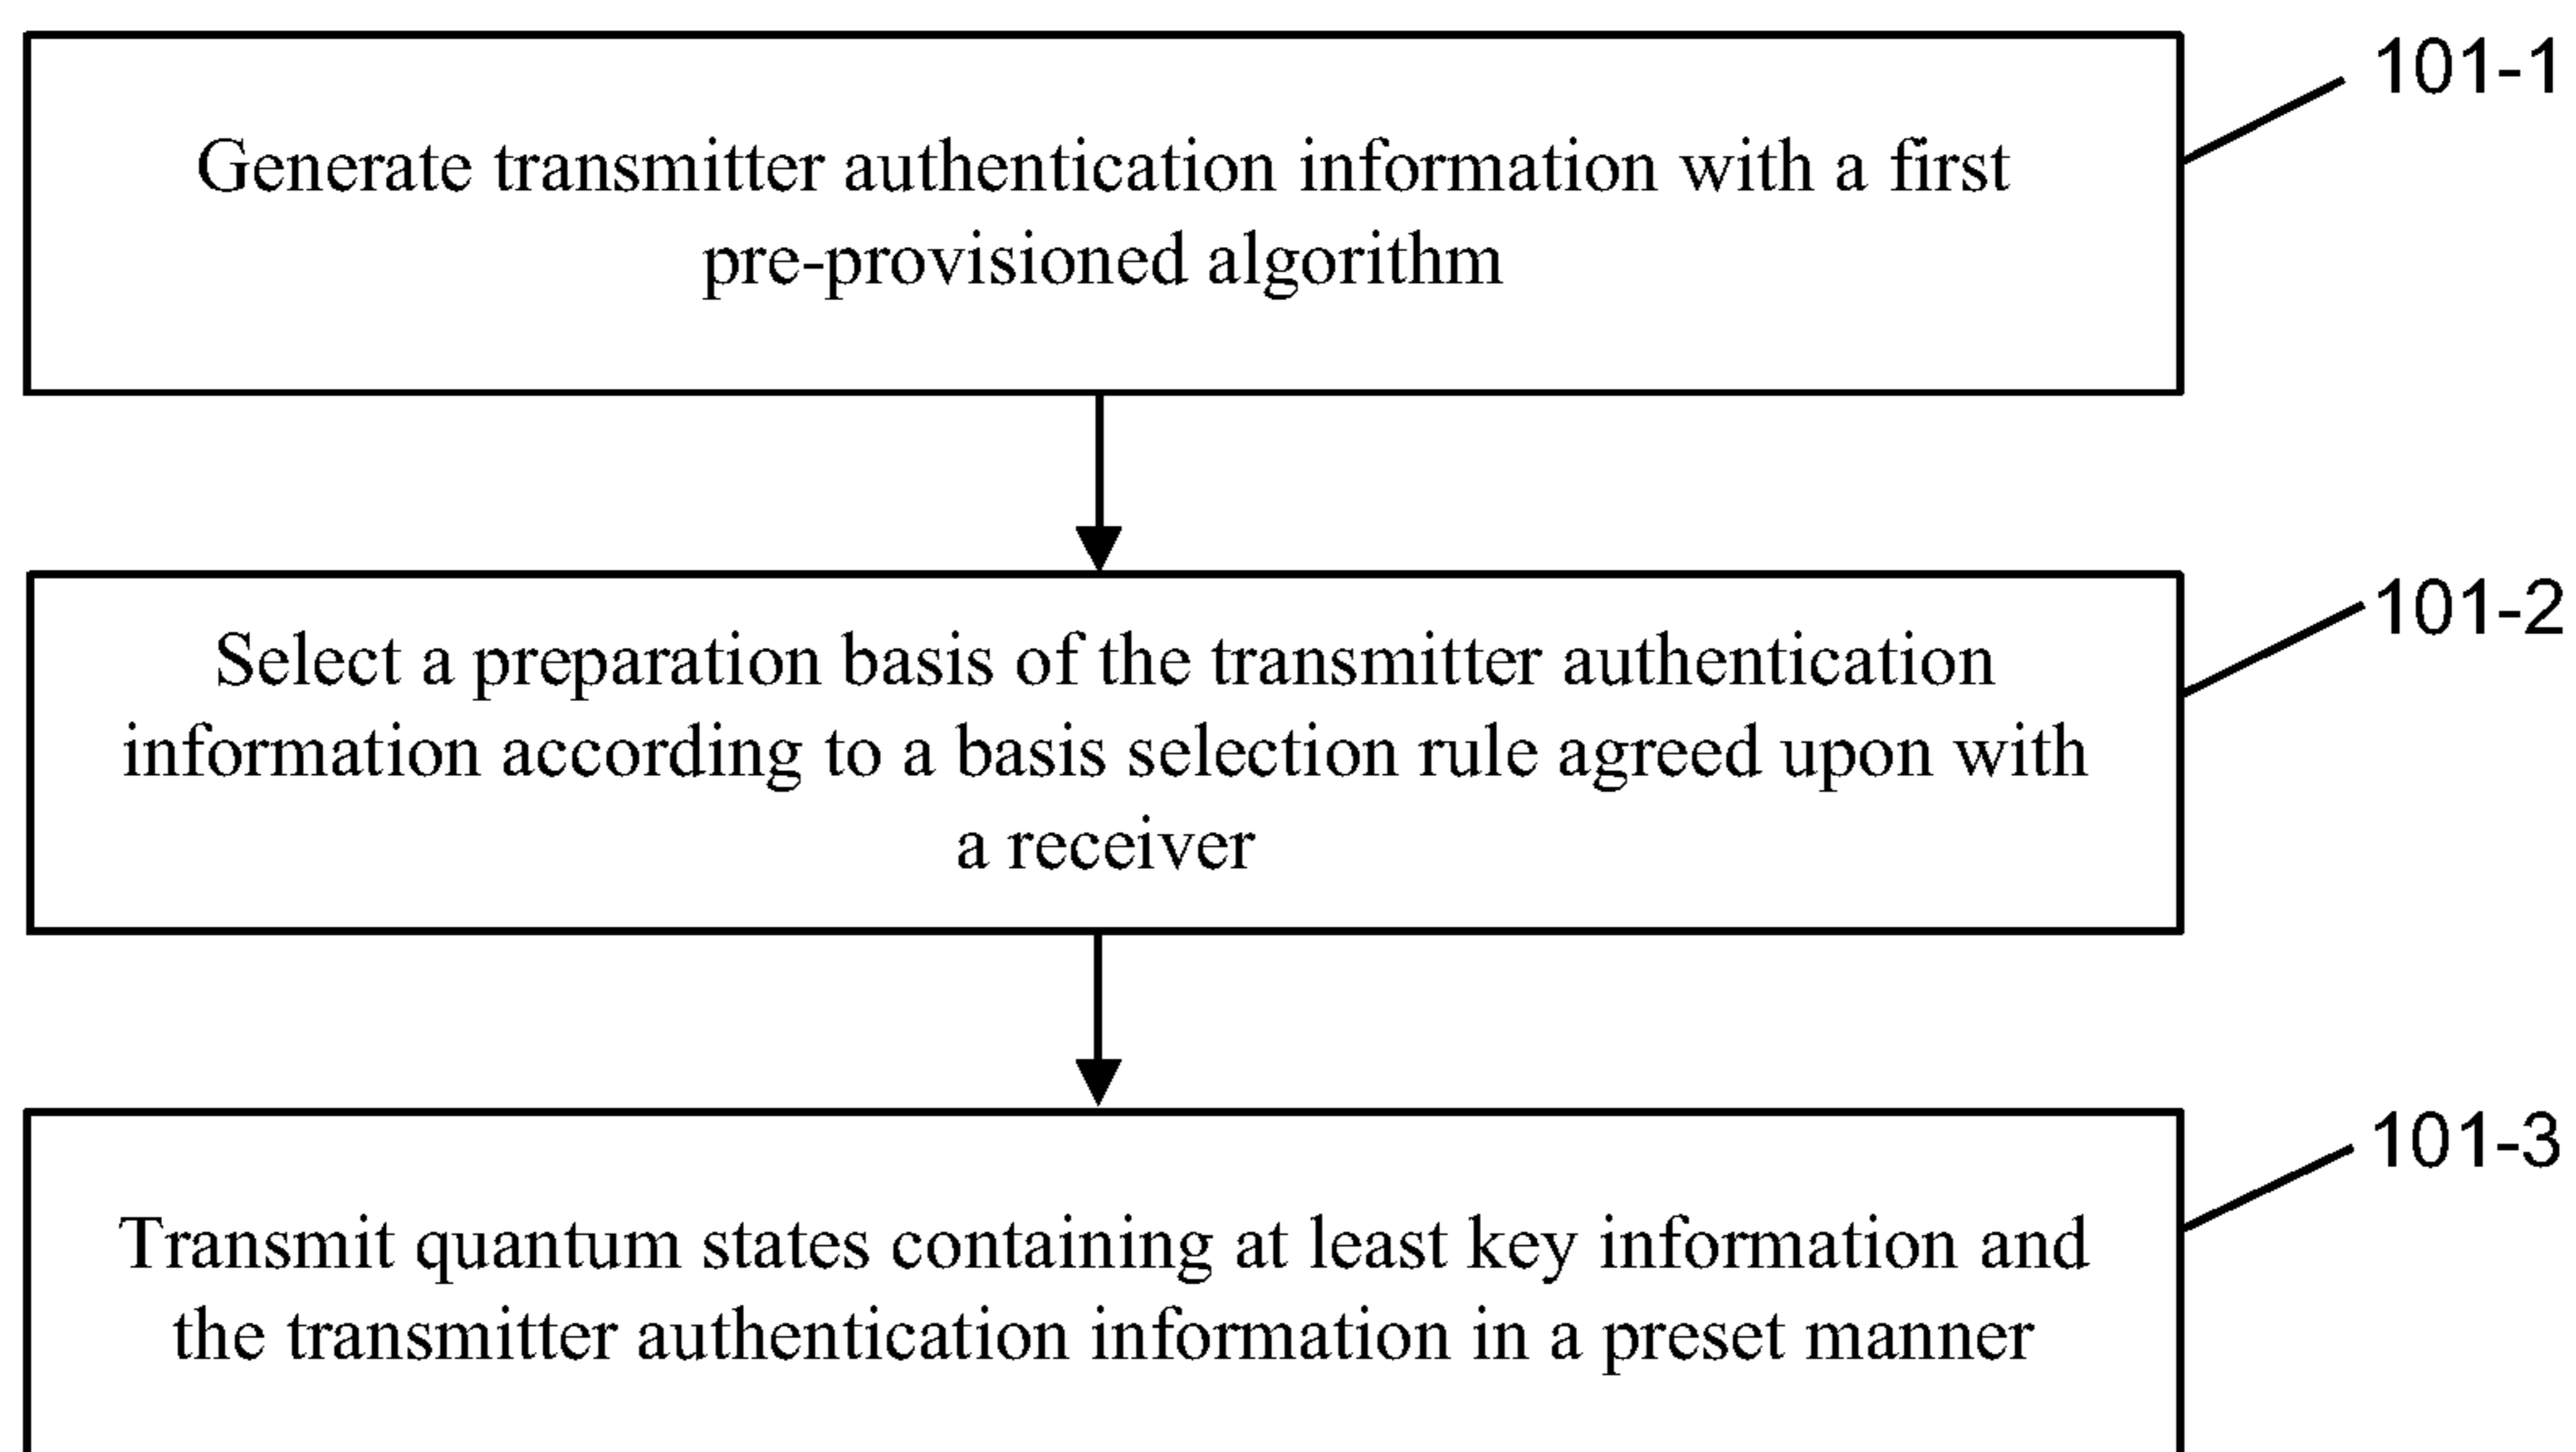 101-1
Generate transmitter authentication information with a first
pre-provisioned algorithm
101-2
Select a preparation basis of the transmitter authentication
information according to a basis selection rule agreed upon with
a receiver
101-3
Transmit quantum states containing at least key information and
the transmitter authentication information in a preset manner